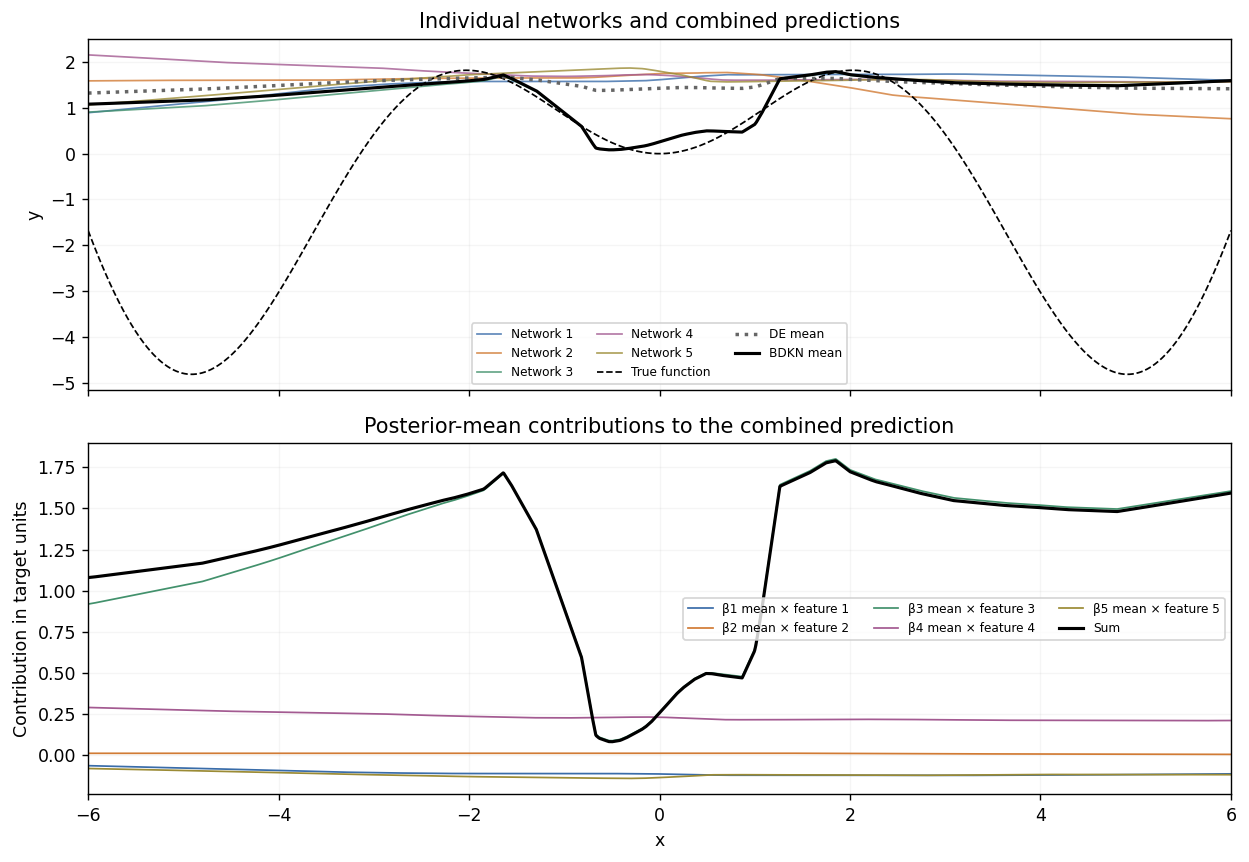 Individual networks and combined predictions
y
2
1
0
−1
−2
−3
−4
−5
Network 1
Network 2
Network 3
Network 4
Network 5
True function
DE mean
BDKN mean
Posterior-mean contributions to the combined prediction
Contribution in target units
1.75
1.50
1.25
1.00
0.75
0.50
0.25
0.00
β1 mean × feature 1
β2 mean × feature 2
β3 mean × feature 3
β4 mean × feature 4
β5 mean × feature 5
Sum
−6
−4
−2
0
2
4
6
x